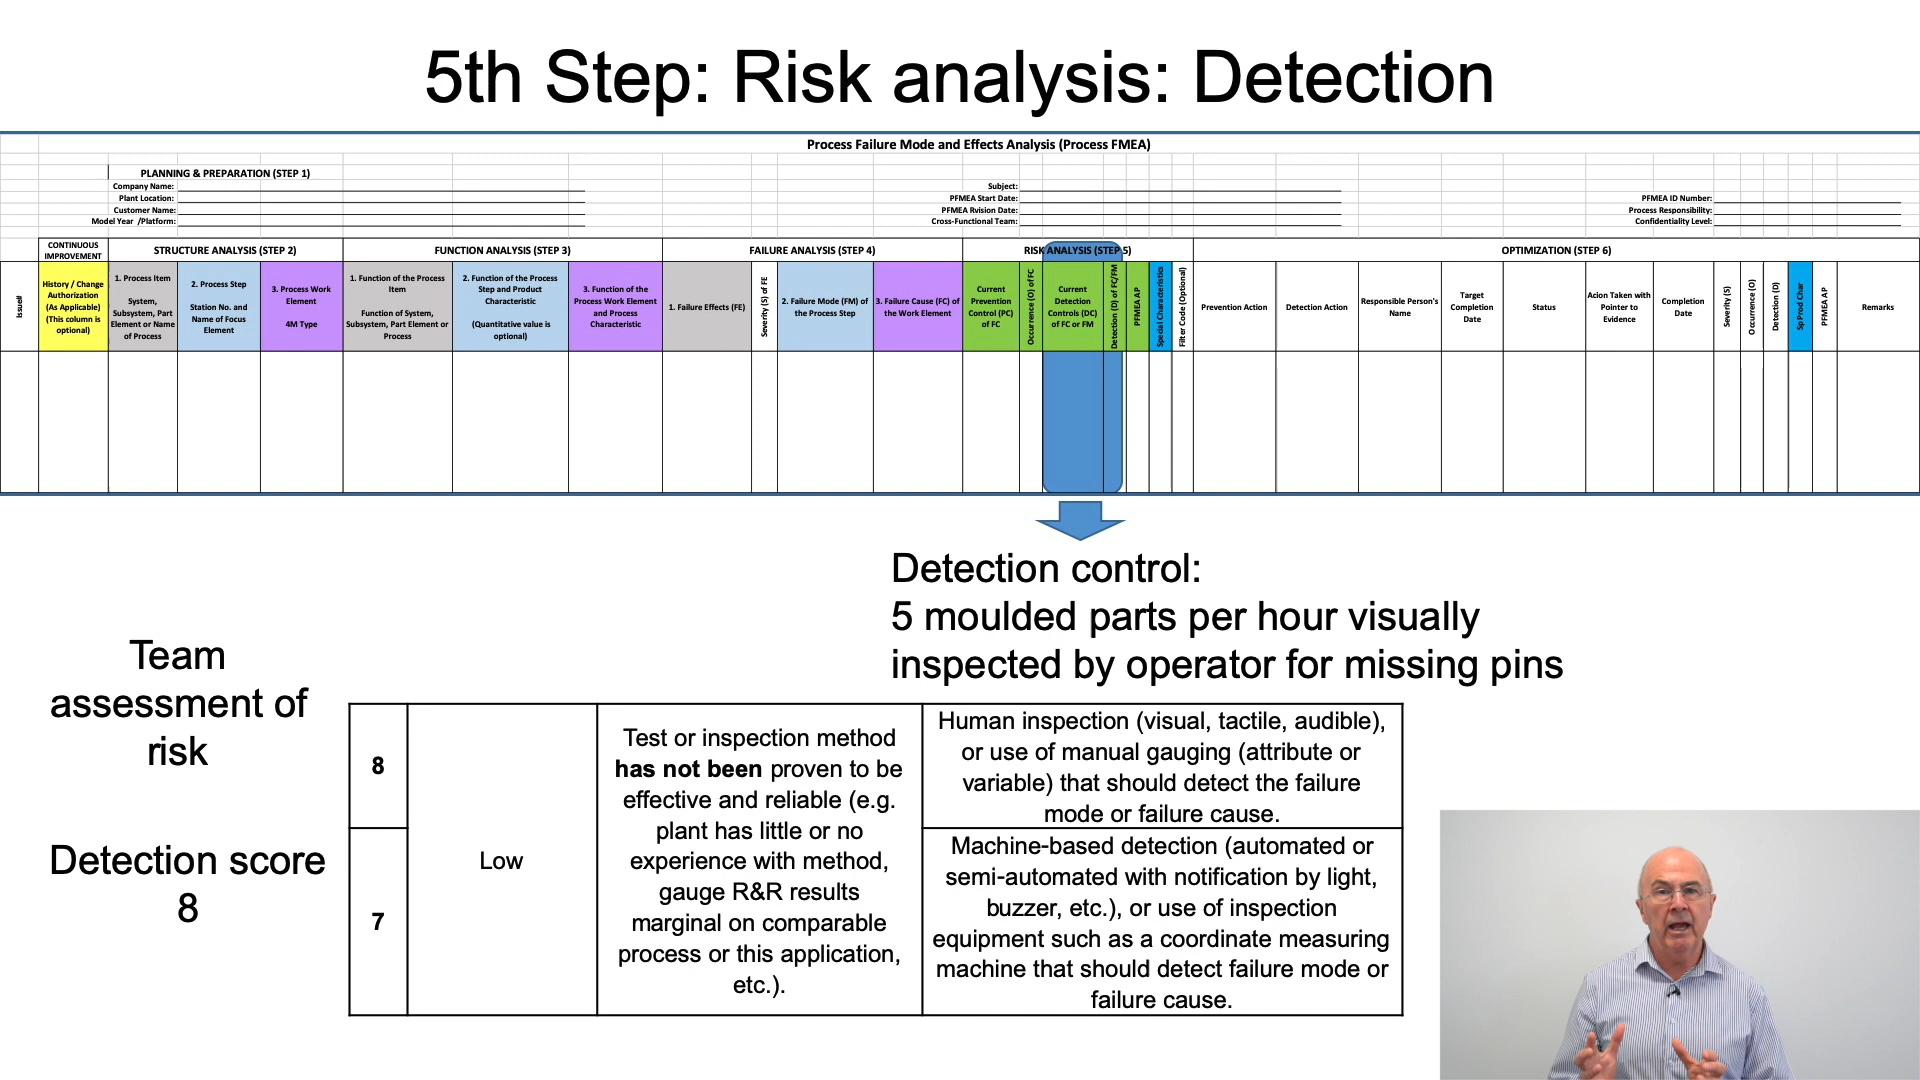 5th Step: Risk analysis: Detection
Process Failure Mode and Effects Analysis (Process FMEA)
PLANNING & PREPARATION (STEP 1)
Company Name:
Plant Location:
Customer Name:
Model Year /Platform:
Subject:
PFMEA Start Date:
PFMEA Rvision Date:
Cross-Functional Team:
PFMEA ID Number:
Process Responsibility:
Confidentiality Level:
CONTINUOUS
IMPROVEMENT
STRUCTURE ANALYSIS (STEP 2)
FUNCTION ANALYSIS (STEP 3)
FAILURE ANALYSIS (STEP 4)
RISK ANALYSIS (STEP 5)
OPTIMIZATION (STEP 6)
Issue#
History / Change
Authorization
(As Applicable)
(This column is
optional)
1. Process Item
System,
Subsystem, Part
Element or Name
of Process
2. Process Step
Station No. and
Name of Focus
Element
3. Process Work
Element
4M Type
1. Function of the Process
Item
Function of System,
Subsystem, Part Element or
Process
2. Function of the Process
Step and Product
Characteristic
(Quantitative value is
optional)
3. Function of the
Process Work Element
and Process
Characteristic
1. Failure Effects (FE)
Severity (S) of FE
2. Failure Mode (FM) of
the Process Step
3. Failure Cause (FC) of
the Work Element
Current
Prevention
Control (PC)
of FC
Occurrence (O) of FC
Current
Detection
Controls (DC)
of FC or FM
Detection (D) of FC/FM
PFMEA AP
Special Characteristics
Filter Code (Optional)
Prevention Action
Detection Action
Responsible Person's
Name
Target
Completion
Date
Status
Acion Taken with
Pointer to
Evidence
Completion
Date
Severity (S)
Occurrence (O)
Detection (D)
Sp Prod Char
PFMEA AP
Remarks
Detection control:
5 moulded parts per hour visually
inspected by operator for missing pins
Team
assessment of
risk
Detection score
8
8
7
Low
Test or inspection method
has not been proven to be
effective and reliable (e.g.
plant has little or no
experience with method,
gauge R&R results
marginal on comparable
process or this application,
etc.).
Human inspection (visual, tactile, audible),
or use of manual gauging (attribute or
variable) that should detect the failure
mode or failure cause.
Machine-based detection (automated or
semi-automated with notification by light,
buzzer, etc.), or use of inspection
equipment such as a coordinate measuring
machine that should detect failure mode or
failure cause.